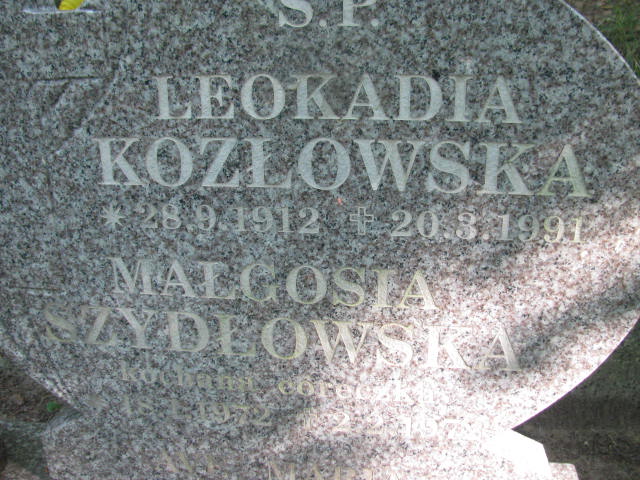 Ś.P.
LEOKADIA
KOZŁOWSKA
* 28.9.1912 ✝ 20.3.1991
MAŁGOSIA
SZYDŁOWSKA
kochana córeczka